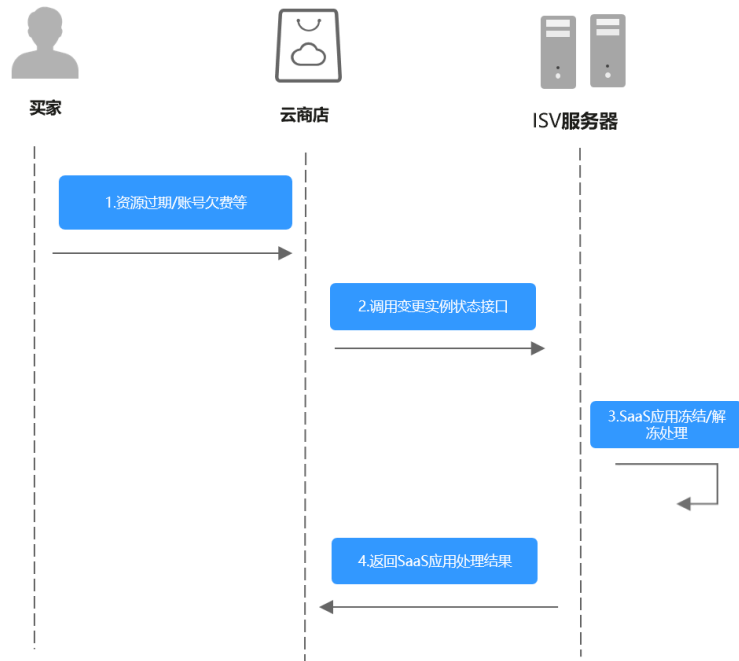 买家
云商店
ISV服务器
1.资源过期/账号欠费等
2.调用变更实例状态接口
3.SaaS应用冻结/解
冻处理
4.返回SaaS应用处理结果